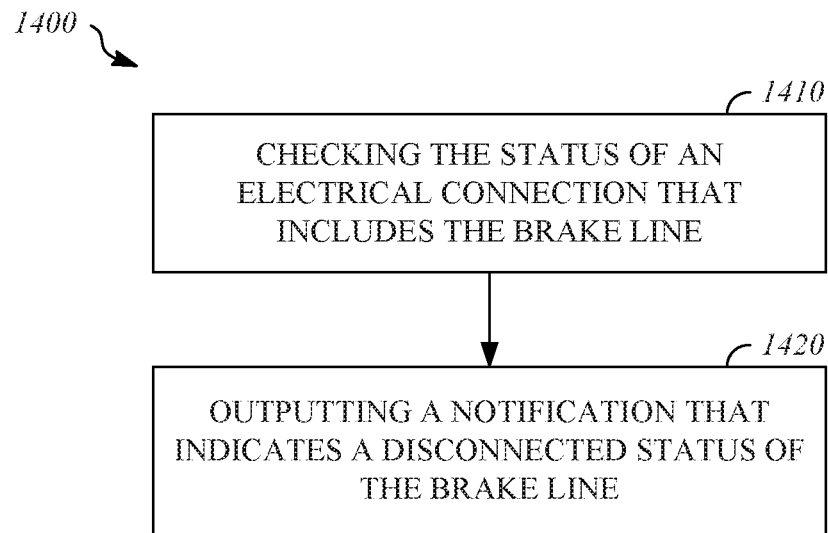 1400
1410
CHECKING THE STATUS OF AN
ELECTRICAL CONNECTION THAT
INCLUDES THE BRAKE LINE
1420
OUTPUTTING A NOTIFICATION THAT
INDICATES A DISCONNECTED STATUS OF
THE BRAKE LINE